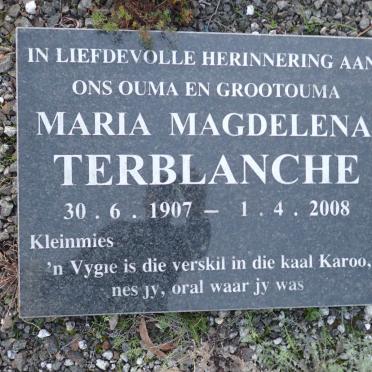 IN LIEFDEVOLLE HERINNERING AAN
ONS OUMA EN GROOTOUMA
MARIA MAGDELENA
TERBLANCHE
30 . 6 . 1907 – 1 . 4 . 2008
Kleinmies
'n Vygie is die verskil in die kaal Karoo,
nes jy, oral waar jy was